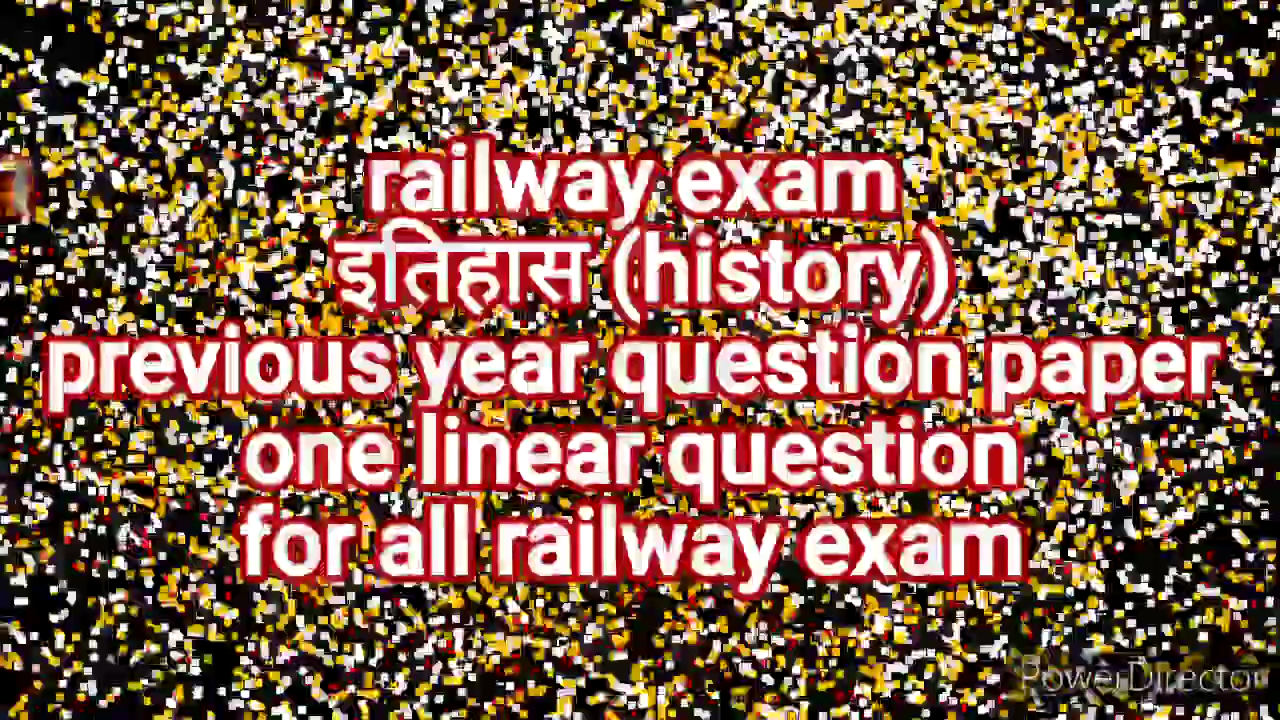 railway exam
इतिहास (history)
previous year question paper
one linear question
for all railway exam
PowerDirector